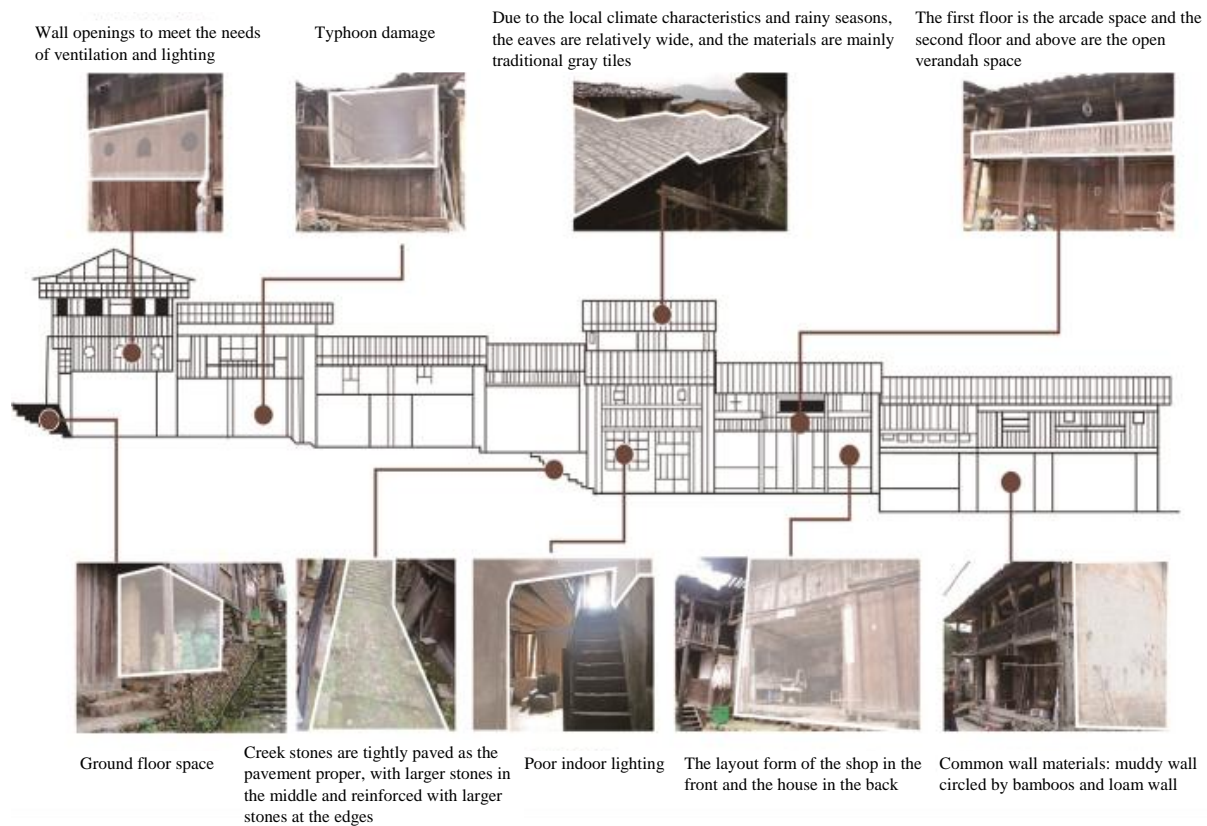 Wall openings to meet the needs
of ventilation and lighting
Typhoon damage
Due to the local climate characteristics and rainy seasons,
the eaves are relatively wide, and the materials are mainly
traditional gray tiles
The first floor is the arcade space and the
second floor and above are the open
verandah space
Ground floor space
Creek stones are tightly paved as the
pavement proper, with larger stones in
the middle and reinforced with larger
stones at the edges
Poor indoor lighting
The layout form of the shop in the
front and the house in the back
Common wall materials: muddy wall
circled by bamboos and loam wall